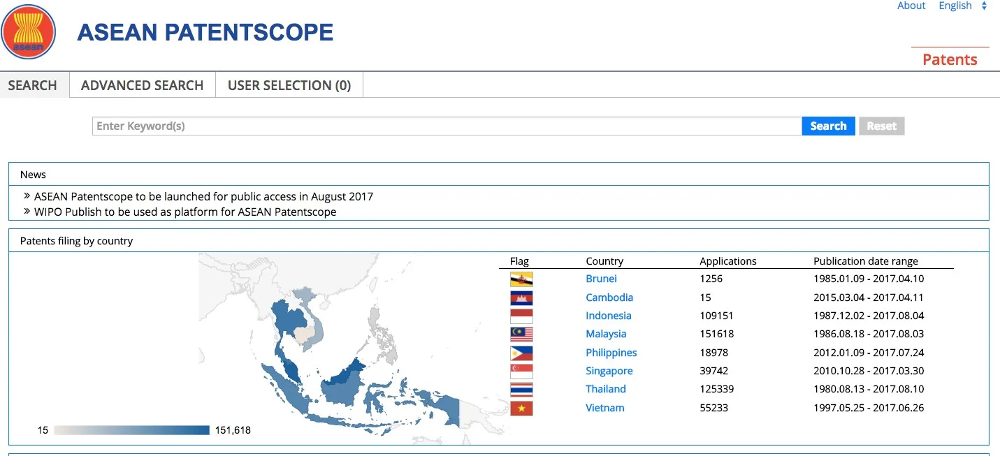 About English
asean
ASEAN PATENTSCOPE
Patents
SEARCH ADVANCED SEARCH USER SELECTION (0)
Enter Keyword(s) Search Reset
News
» ASEAN Patentscope to be launched for public access in August 2017
» WIPO Publish to be used as platform for ASEAN Patentscope
Patents filing by country
Flag Country Applications Publication date range
Brunei 1256 1985.01.09 - 2017.04.10
Cambodia 15 2015.03.04 - 2017.04.11
Indonesia 109151 1987.12.02 - 2017.08.04
Malaysia 151618 1986.08.18 - 2017.08.03
Philippines 18978 2012.01.09 - 2017.07.24
Singapore 39742 2010.10.28 - 2017.03.30
Thailand 125339 1980.08.13 - 2017.08.10
Vietnam 55233 1997.05.25 - 2017.06.26
15 151,618